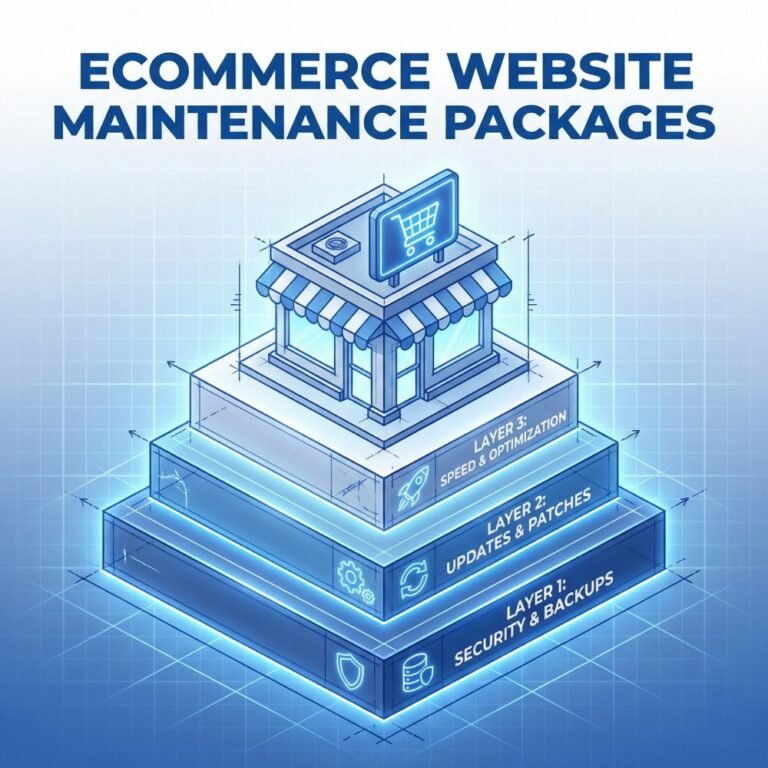 ECOMMERCE WEBSITE
MAINTENANCE PACKAGES
LAYER 3:
SPEED & OPTIMIZATION
LAYER 2:
UPDATES & PATCHES
LAYER 1:
SECURITY & BACKUPS